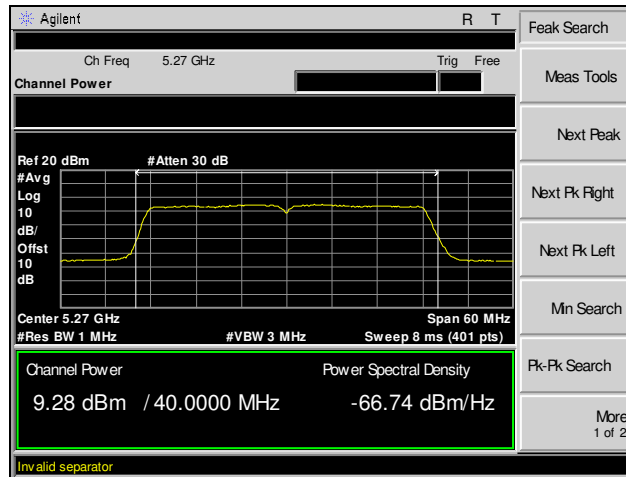 Agilent
R T
Ch Freq 5.27 GHz Trig Free
Channel Power
Ref 20 dBm #Atten 30 dB
#Avg
Log
10
dB/
Offst
10
dB
Center 5.27 GHz Span 60 MHz
#Res BW 1 MHz #VBW 3 MHz Sweep 8 ms (401 pts)
Channel Power Power Spectral Density
9.28 dBm / 40.0000 MHz -66.74 dBm/Hz
Invalid separator
Peak Search
Meas Tools
Next Peak
Next Pk Right
Next Pk Left
Min Search
Pk-Pk Search
More
1 of 2